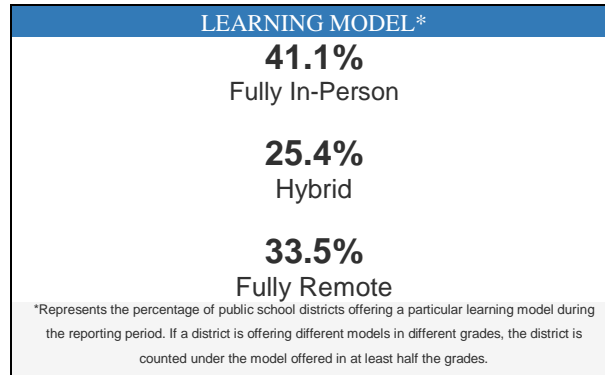 LEARNING MODEL*
41.1%
Fully In-Person
25.4%
Hybrid
33.5%
Fully Remote
*Represents the percentage of public school districts offering a particular learning model during
the reporting period. If a district is offering different models in different grades, the district is
counted under the model offered in at least half the grades.